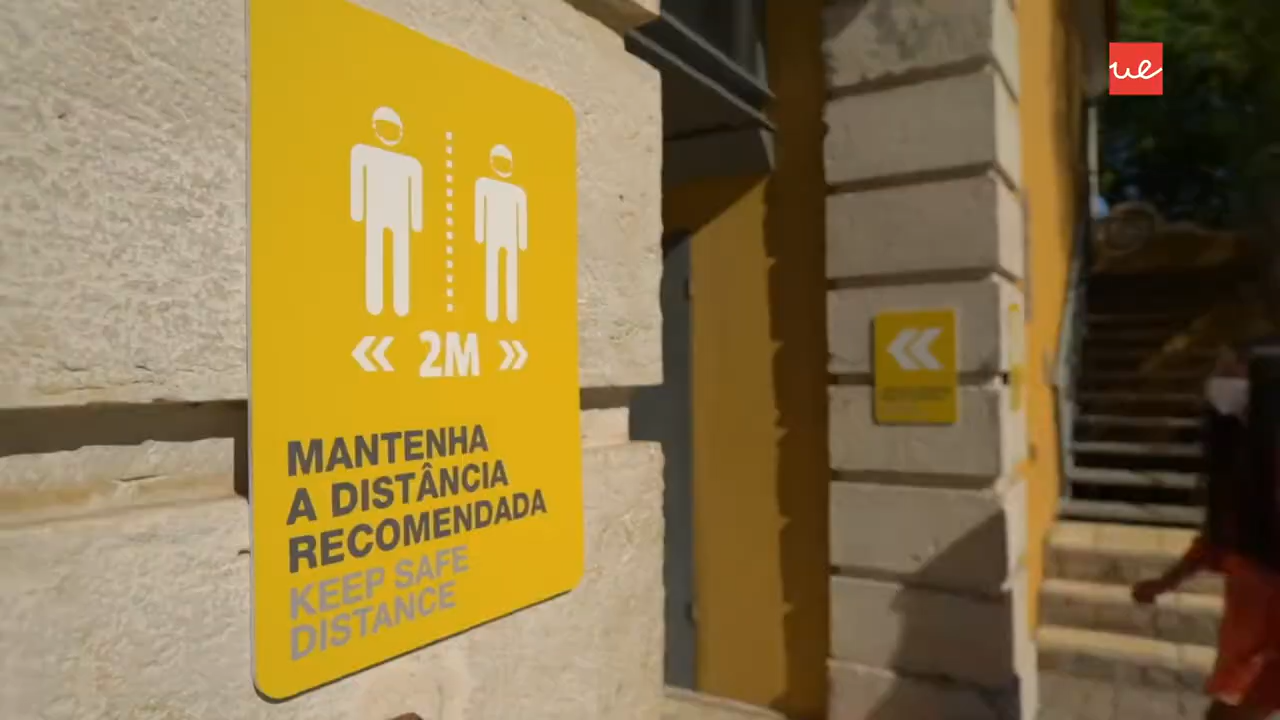 ue
« 2M »
MANTENHA
A DISTÂNCIA
RECOMENDADA
KEEP SAFE
DISTANCE
«